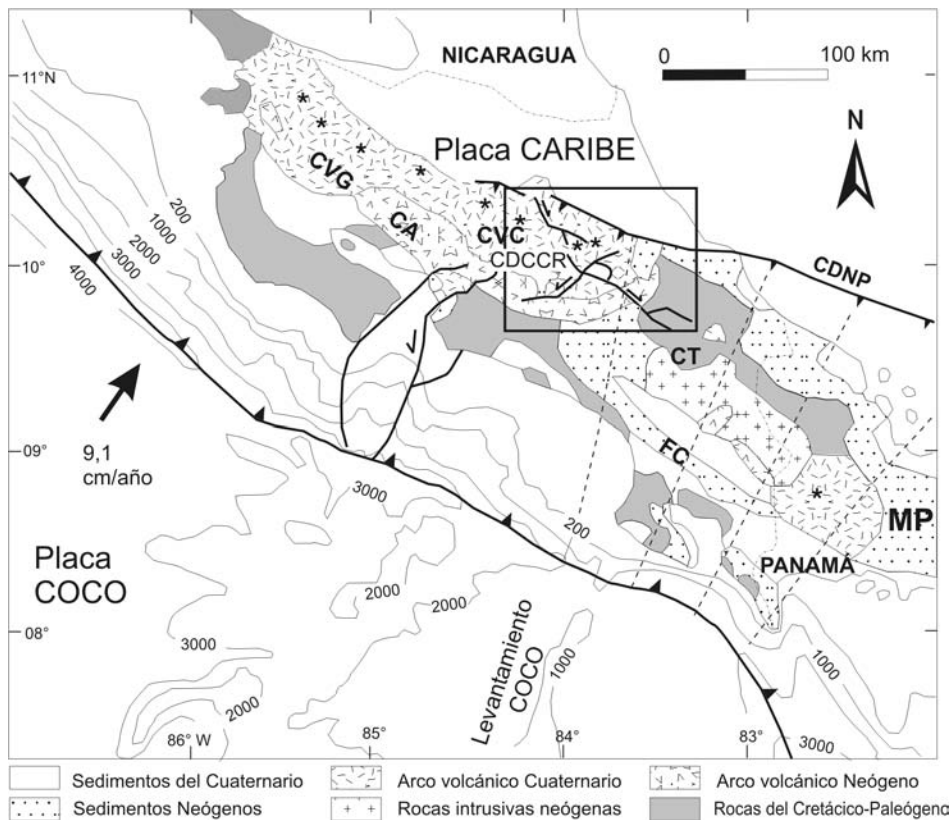 NICARAGUA
0 100 km
11°N
N
Placa CARIBE
CVG
CA
CVC
CDCCR
CDNP
10°
200
1000
2000
3000
4000
CT
9,1
cm/año
09°
FC
3000
200
MP
PANAMÁ
Placa
COCO
2000
2000
08°
3000
2000
Levantamiento
COCO
1000
1000
3000
86° W
85°
84°
83°
Sedimentos del Cuaternario
Arco volcánico Cuaternario
Arco volcánico Neógeno
Sedimentos Neógenos
Rocas intrusivas neógenas
Rocas del Cretácico-Paleógeno